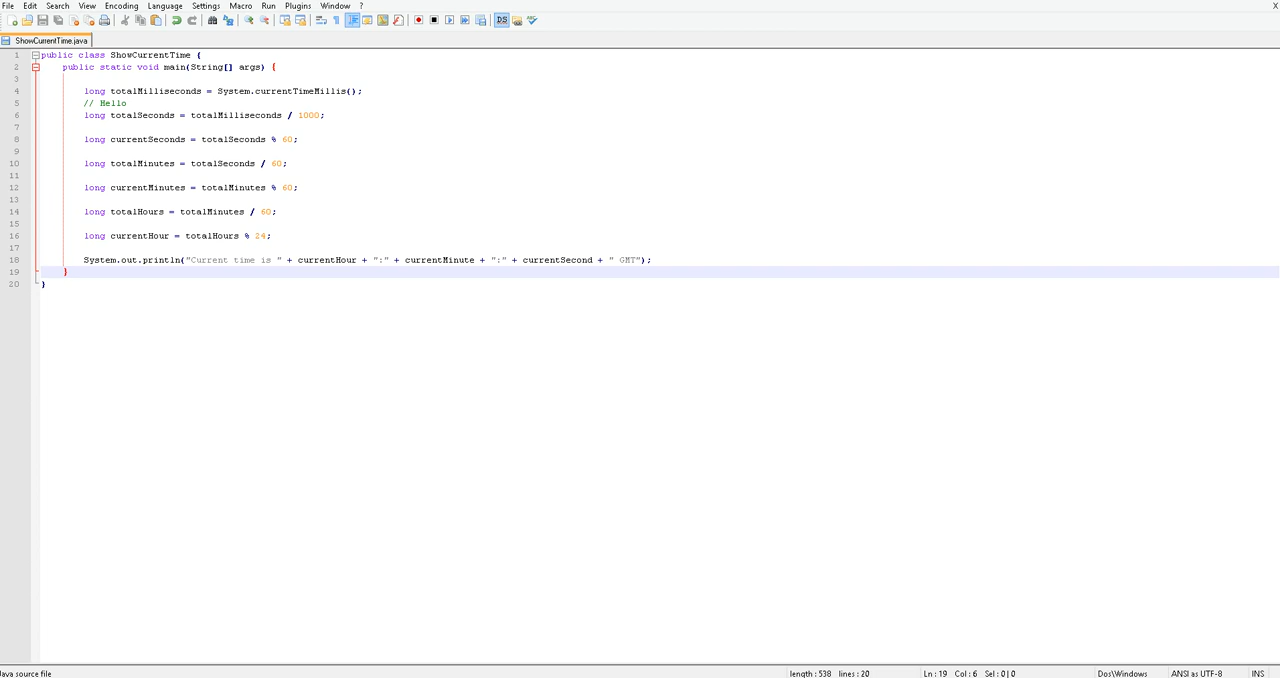 File Edit Search View Encoding Language Settings Macro Run Plugins Window ? X
DS ABC
ShowCurrentTime.java
1 public class ShowCurrentTime {
2 public static void main(String[] args) {
3
4 long totalMilliseconds = System.currentTimeMillis();
5 // Hello
6 long totalSeconds = totalMilliseconds / 1000;
7
8 long currentSeconds = totalSeconds % 60;
9
10 long totalMinutes = totalSeconds / 60;
11
12 long currentMinutes = totalMinutes % 60;
13
14 long totalHours = totalMinutes / 60;
15
16 long currentHour = totalHours % 24;
17
18 System.out.println("Current time is " + currentHour + ":" + currentMinute + ":" + currentSecond + " GMT");
19 }
20 }
Java source file length : 538 lines : 20 Ln : 19 Col : 6 Sel : 0 | 0 Dos\Windows ANSI as UTF-8 INS